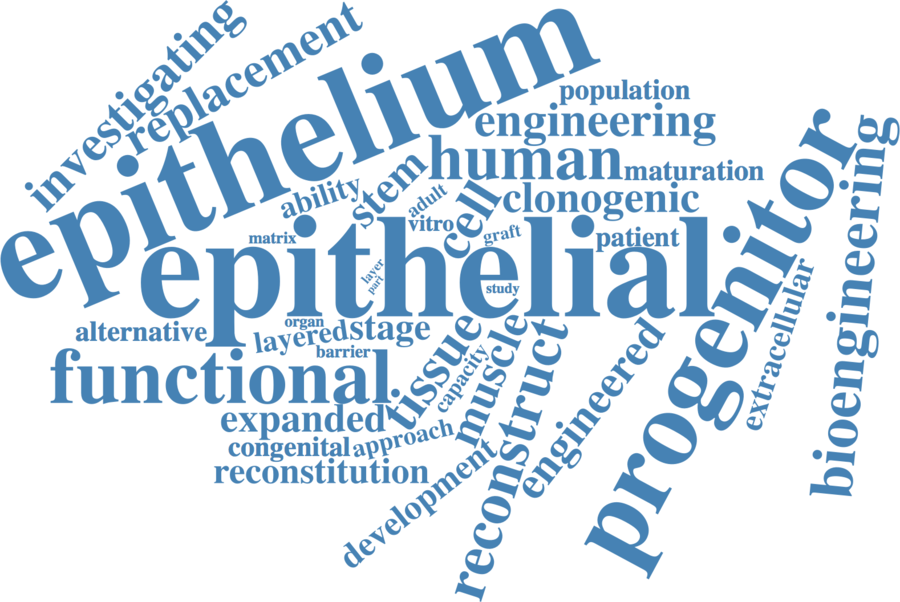 investigating
replacement
epithelium
population
engineering
human
maturation
stem
ability
adult
clonogenic
vitro
cell
graft
patient
matrix
epithelial
progenitor
bioengineering
layer
part
study
extracellular
organ
alternative
layered
stage
barrier
tissue
muscle
capacity
reconstruct
engineered
functional
expanded
congenital
approach
reconstitution
development